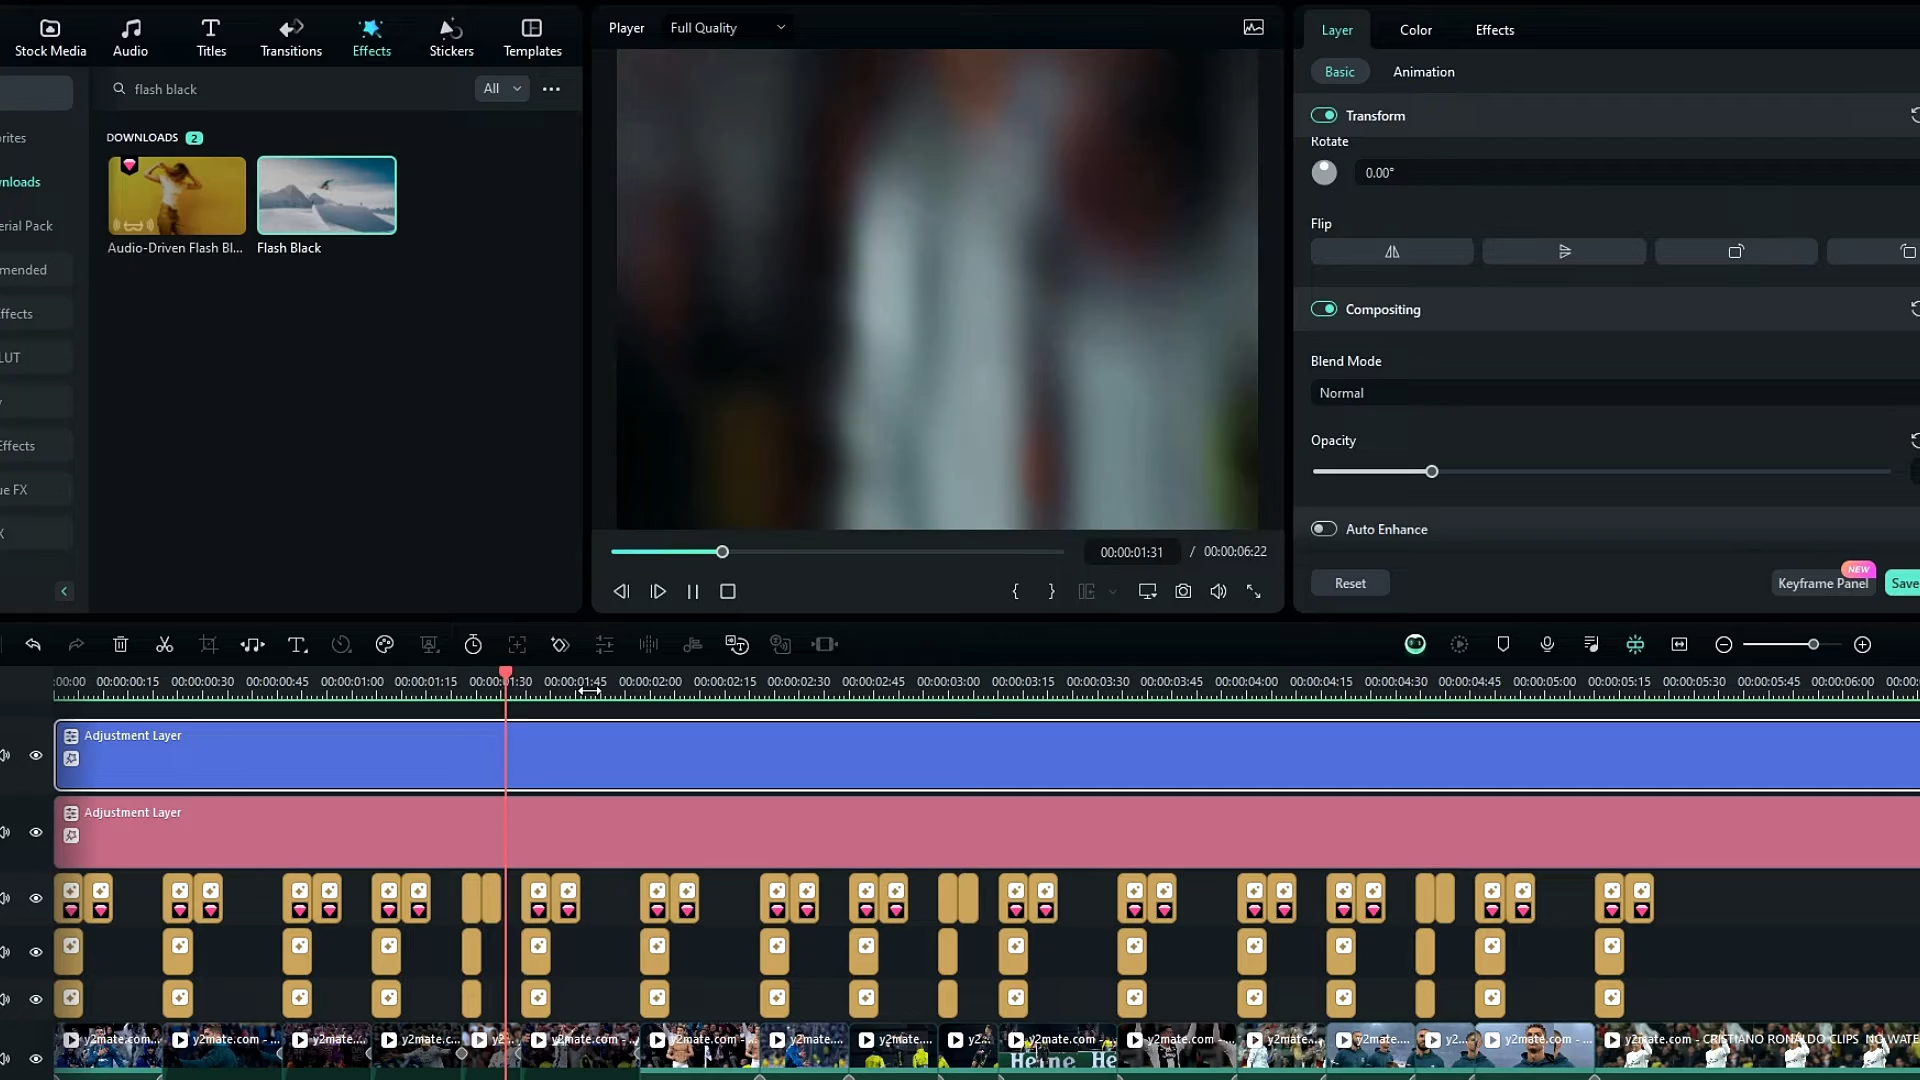 Stock Media
Audio
Titles
Transitions
Effects
Stickers
Templates
flash black
All
rites
nloads
erial Pack
mended
ffects
LUT
Effects
ue FX
X
DOWNLOADS 2
Audio-Driven Flash Bl...
Flash Black
Player
Full Quality
00:00:01:31 / 00:00:06:22
{ }
Layer
Color
Effects
Basic
Animation
Transform
Rotate
0.00°
Flip
Compositing
Blend Mode
Normal
Opacity
Auto Enhance
Reset
NEW
Keyframe Panel
Save
:00:00 00:00:00:15 00:00:00:30 00:00:00:45 00:00:01:00 00:00:01:15 00:00:01:30 00:00:01:45 00:00:02:00 00:00:02:15 00:00:02:30 00:00:02:45 00:00:03:00 00:00:03:15 00:00:03:30 00:00:03:45 00:00:04:00 00:00:04:15 00:00:04:30 00:00:04:45 00:00:05:00 00:00:05:15 00:00:05:30 00:00:05:45 00:00:06:00 00:00:0
Adjustment Layer
Adjustment Layer
y2mate.com... y2mate.com - ... y2mate.... y2mate.c... y2... y2mate.com -... y2mate.com -... y2mate.... y2mate... y2... y2mate.com -... y2mate.com -... y2mate.... y2mate.... y2... y2mate.com - ... y2mate.com - CRISTIANO RONALDO CLIPS NO WATE
Heine He